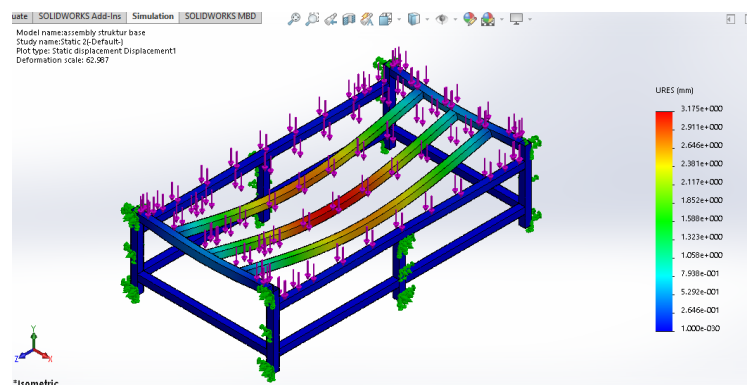 uate SOLIDWORKS Add-Ins Simulation SOLIDWORKS MBD
Model name:assembly struktur base
Study name:Static 2(-Default-)
Plot type: Static displacement Displacement1
Deformation scale: 62.987
URES (mm)
3.175e+000
2.911e+000
2.646e+000
2.381e+000
2.117e+000
1.852e+000
1.588e+000
1.323e+000
1.058e+000
7.938e-001
5.292e-001
2.646e-001
1.000e-030
Y
Z
X
*Isometric